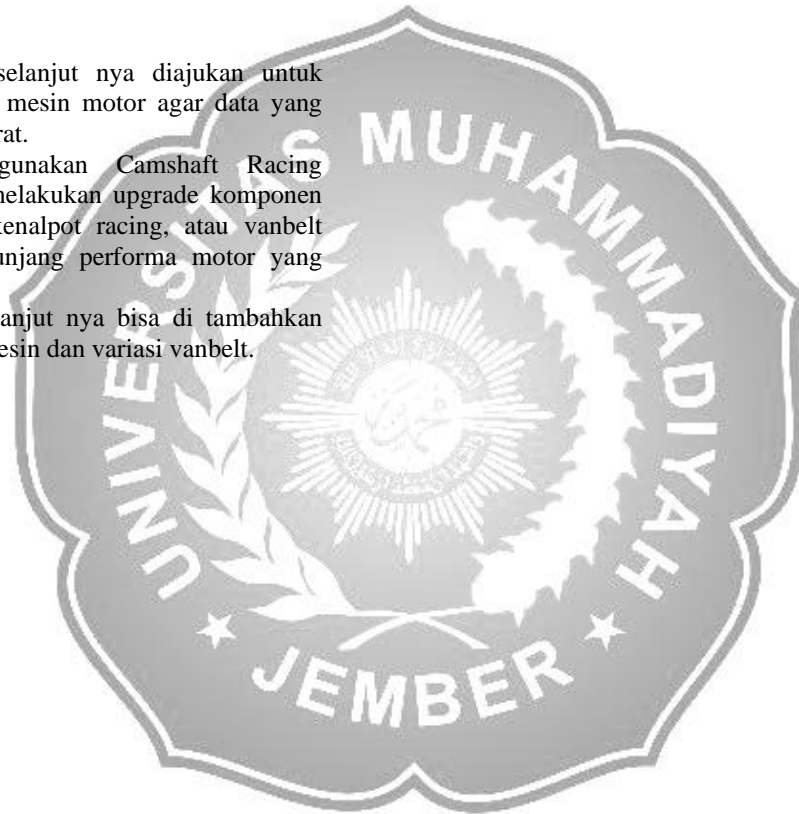 selanjut nya diajukan untuk
mesin motor agar data yang
rat.
gunakan Camshaft Racing
melakukan upgrade komponen
kenalpot racing, atau vanbelt
unjang performa motor yang
anjut nya bisa di tambahkan
esin dan variasi vanbelt.
UNIVERSITAS MUHAMMADIYAH
JEMBER